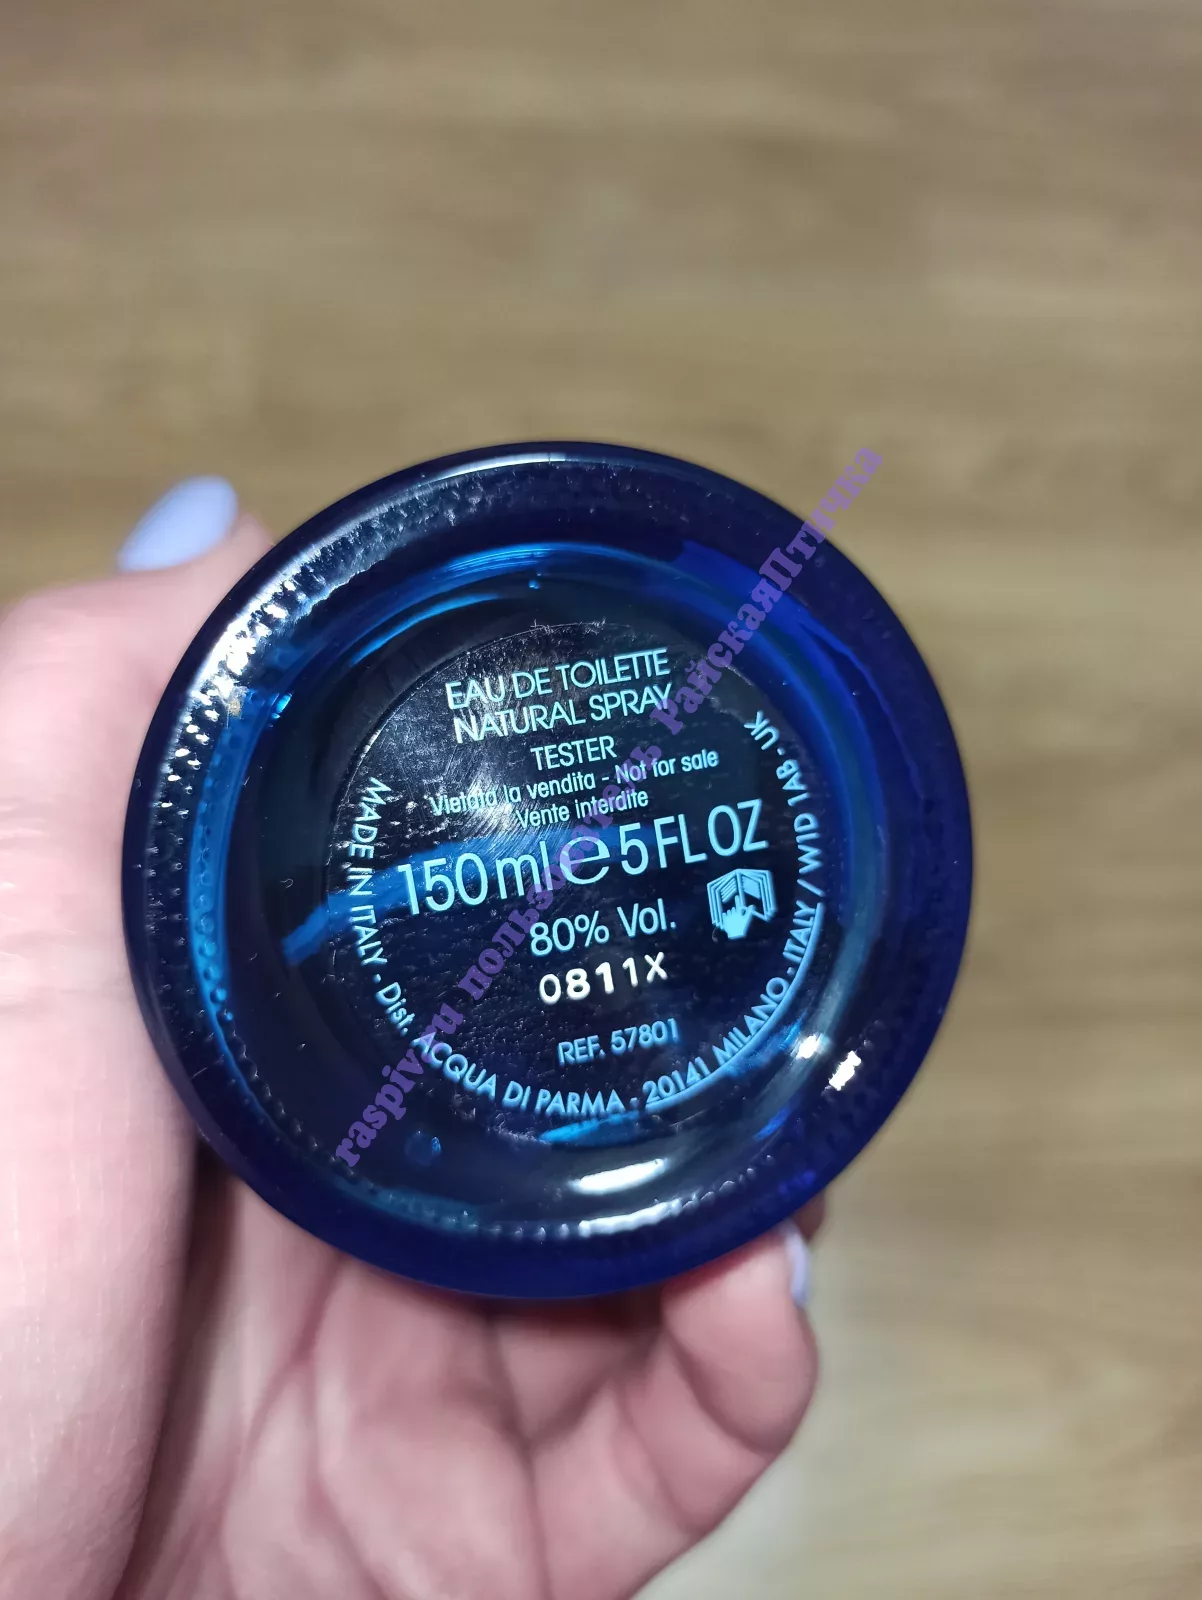 EAU DE TOILETTE
NATURAL SPRAY
TESTER
Vietata la vendita - Not for sale
Vente interdite
150 ml e 5 FL OZ
80% Vol.
0811X
REF. 57801
MADE IN ITALY - Dist. ACQUA DI PARMA - 20141 MILANO - ITALY / W1D 1AB - UK
raspiv.ru пользователь РайскаяПтичка